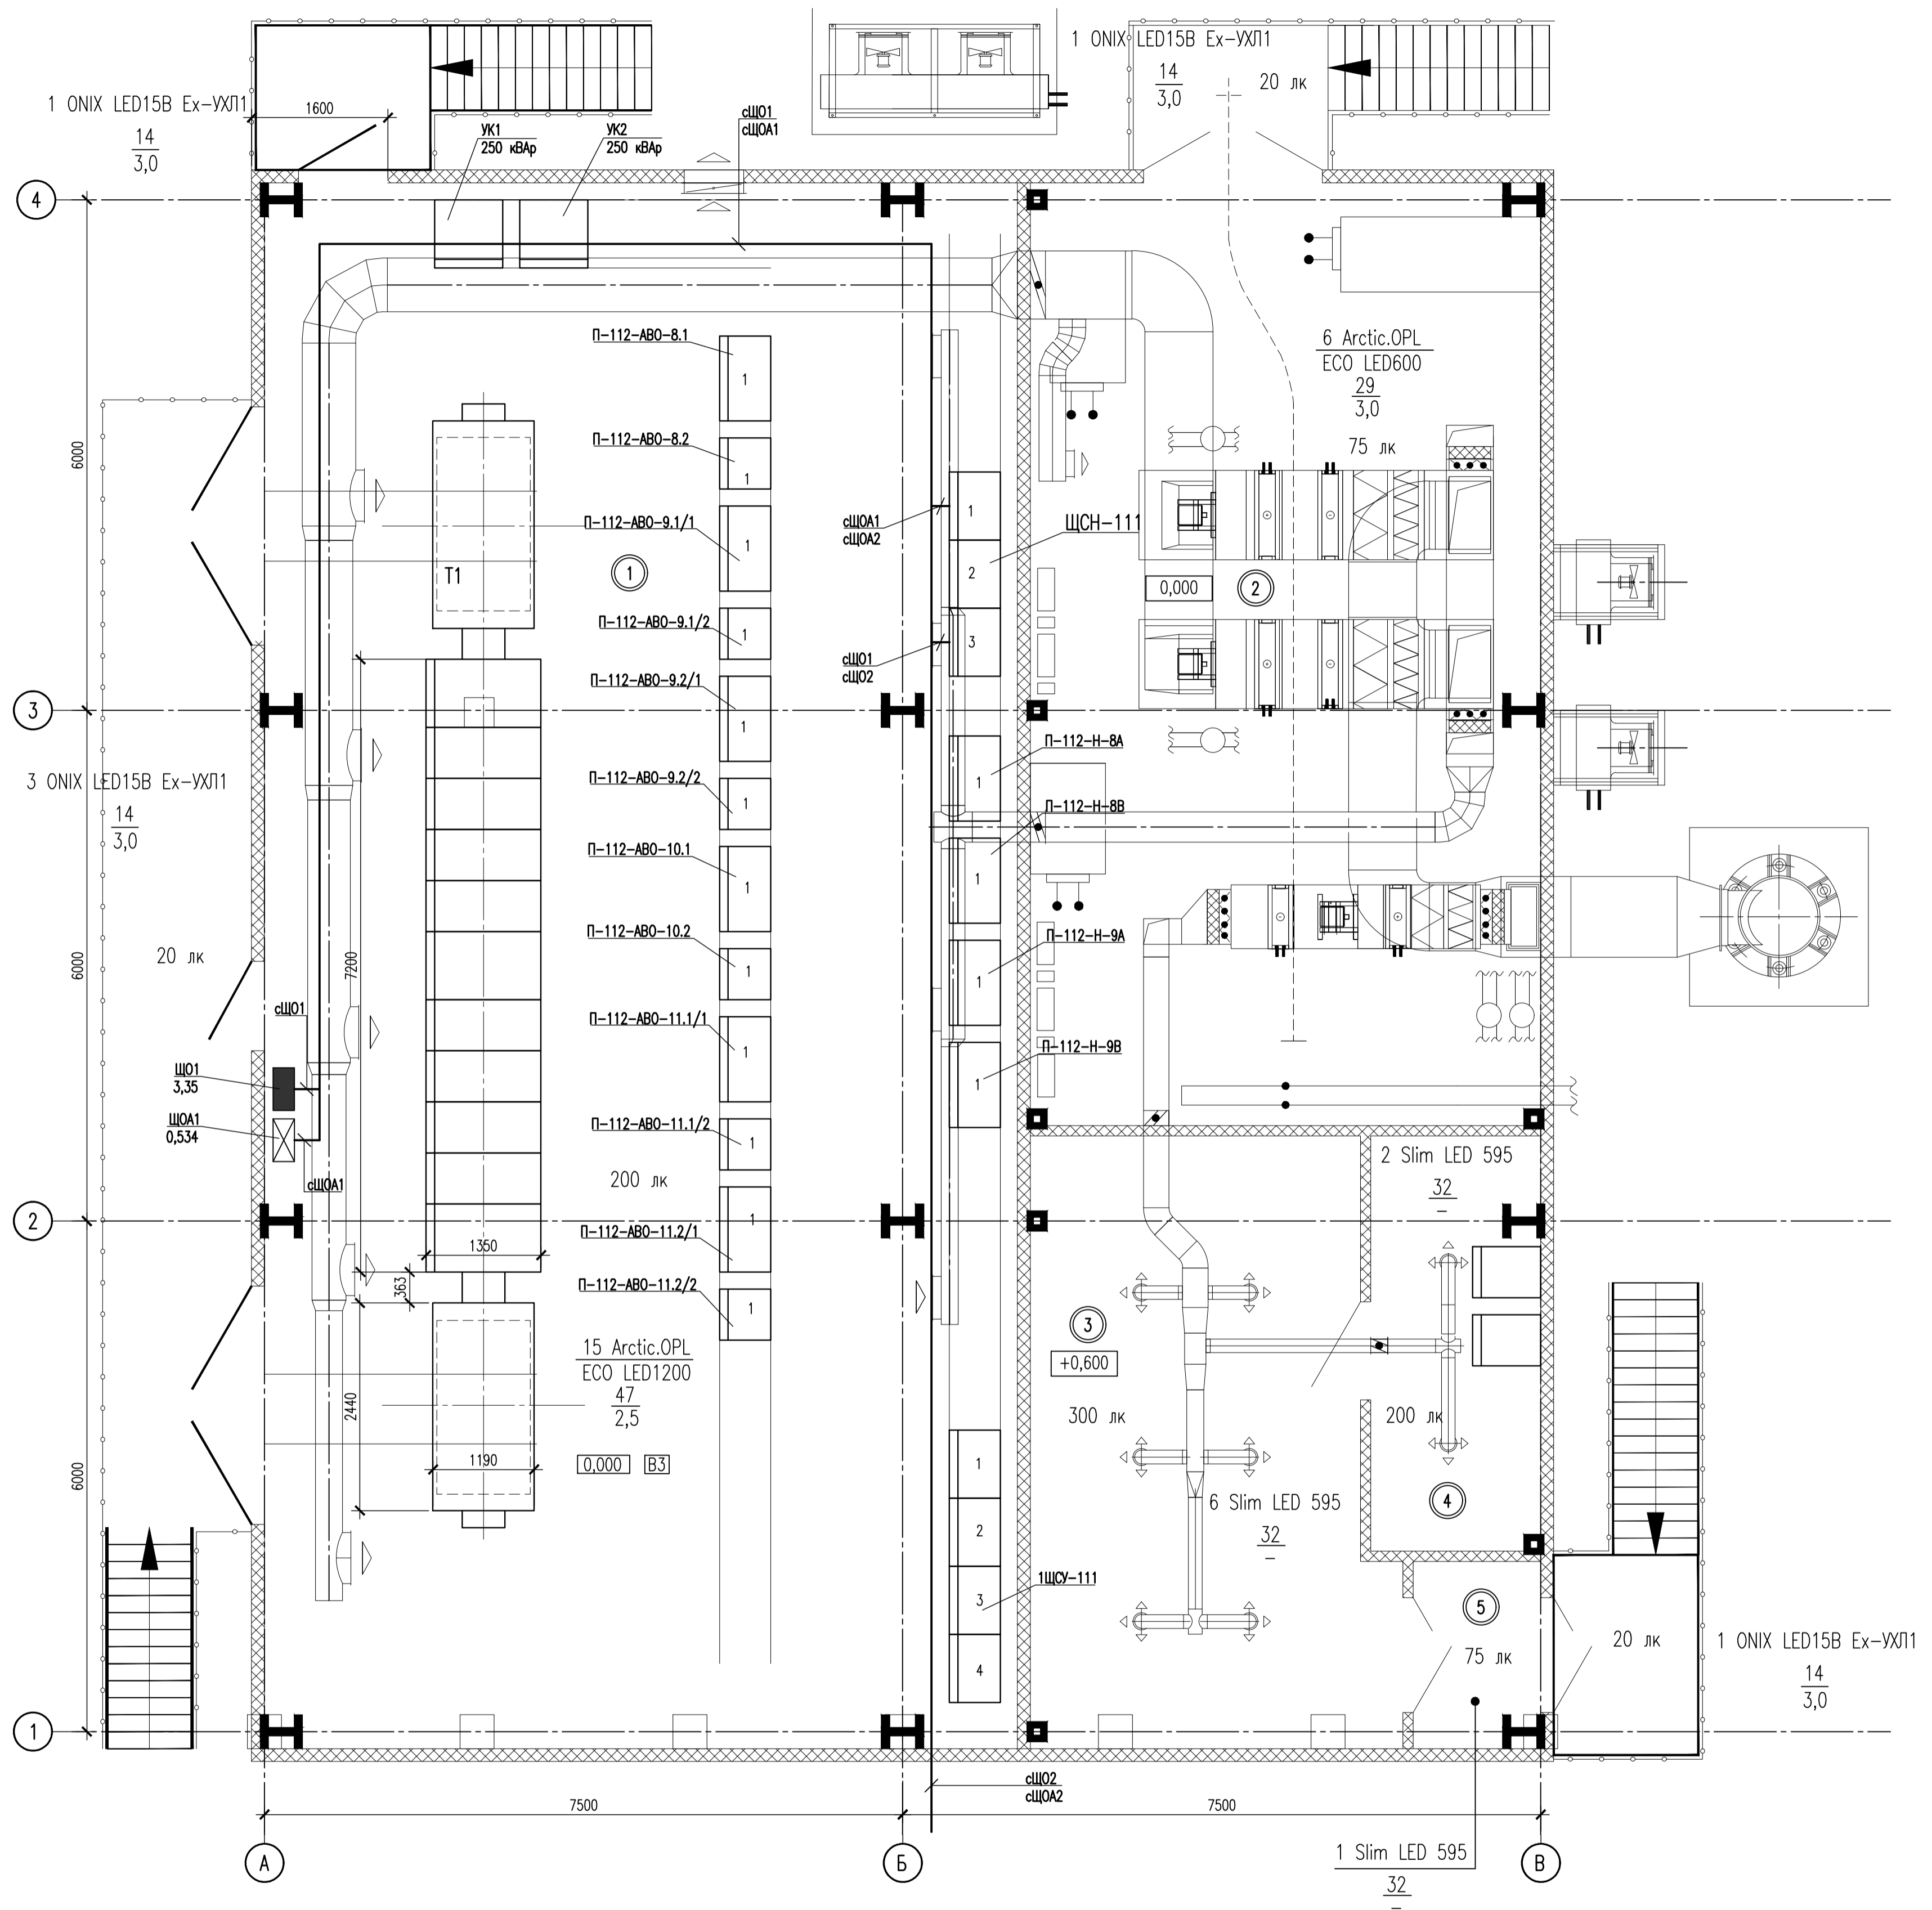 1 ONIX LED15B Ex-УХЛ1
14
3,0
1600
УК1
250 кВАр
УК2
250 кВАр
сЩО1
сЩОА1
1 ONIX LED15B Ex-УХЛ1
14
3,0
20 лк
4
П-112-АВО-8.1
1
6 Arctic.OPL
ECO LED600
29
3,0
75 лк
6000
П-112-АВО-8.2
1
П-112-АВО-9.1/1
1
сЩОА1
сЩОА2
1
ЩСН-111
2
3
Т1
1
0,000
2
П-112-АВО-9.1/2
1
сЩО1
сЩО2
П-112-АВО-9.2/1
1
3
П-112-Н-8А
1
3 ONIX LED15B Ex-УХЛ1
14
3,0
П-112-АВО-9.2/2
1
П-112-Н-8В
1
П-112-АВО-10.1
1
20 лк
6000
7200
П-112-АВО-10.2
1
П-112-Н-9А
1
сЩО1
П-112-АВО-11.1/1
1
П-112-Н-9В
1
ЩО1
3,35
ЩОА1
0,534
сЩОА1
П-112-АВО-11.1/2
1
200 лк
2 Slim LED 595
32
–
2
1350
П-112-АВО-11.2/1
1
363
П-112-АВО-11.2/2
1
3
+0,600
15 Arctic.OPL
ECO LED1200
47
2,5
2440
300 лк
200 лк
6000
1190
0,000
В3
1
2
3
4
6 Slim LED 595
32
–
4
1ЩСУ-111
5
75 лк
20 лк
1 ONIX LED15B Ex-УХЛ1
14
3,0
1
сЩО2
сЩОА2
7500
7500
А
Б
В
1 Slim LED 595
32
–